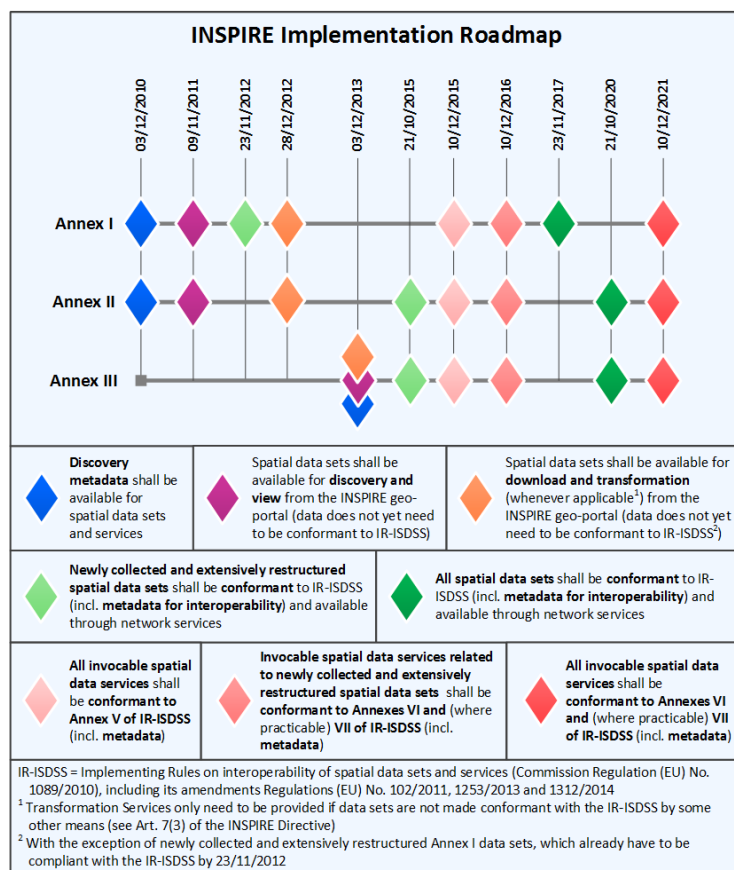 INSPIRE Implementation Roadmap
03/12/2010
09/11/2011
23/11/2012
28/12/2012
03/12/2013
21/10/2015
10/12/2015
10/12/2016
23/11/2017
21/10/2020
10/12/2021
Annex I
Annex II
Annex III
Discovery
metadata shall be
available for
spatial data sets
and services
Spatial data sets shall be
available for discovery and
view from the INSPIRE geo-
portal (data does not yet need
to be conformant to IR-ISDSS)
Spatial data sets shall be available for
download and transformation
(whenever applicable¹) from the
INSPIRE geo-portal (data does not yet
need to be conformant to IR-ISDSS²)
Newly collected and extensively restructured
spatial data sets shall be conformant to IR-ISDSS
(incl. metadata for interoperability) and available
through network services
All spatial data sets shall be conformant to IR-
ISDSS (incl. metadata for interoperability) and
available through network services
All invocable spatial
data services shall
be conformant to
Annex V of IR-ISDSS
(incl. metadata)
Invocable spatial data services related
to newly collected and extensively
restructured spatial data sets shall be
conformant to Annexes VI and (where
practicable) VII of IR-ISDSS (incl.
metadata)
All invocable spatial data
services shall be
conformant to Annexes VI
and (where practicable) VII
of IR-ISDSS (incl. metadata)
IR-ISDSS = Implementing Rules on interoperability of spatial data sets and services (Commission Regulation (EU) No.
1089/2010), including its amendments Regulations (EU) No. 102/2011, 1253/2013 and 1312/2014
¹ Transformation Services only need to be provided if data sets are not made conformant with the IR-ISDSS by some
other means (see Art. 7(3) of the INSPIRE Directive)
² With the exception of newly collected and extensively restructured Annex I data sets, which already have to be
compliant with the IR-ISDSS by 23/11/2012